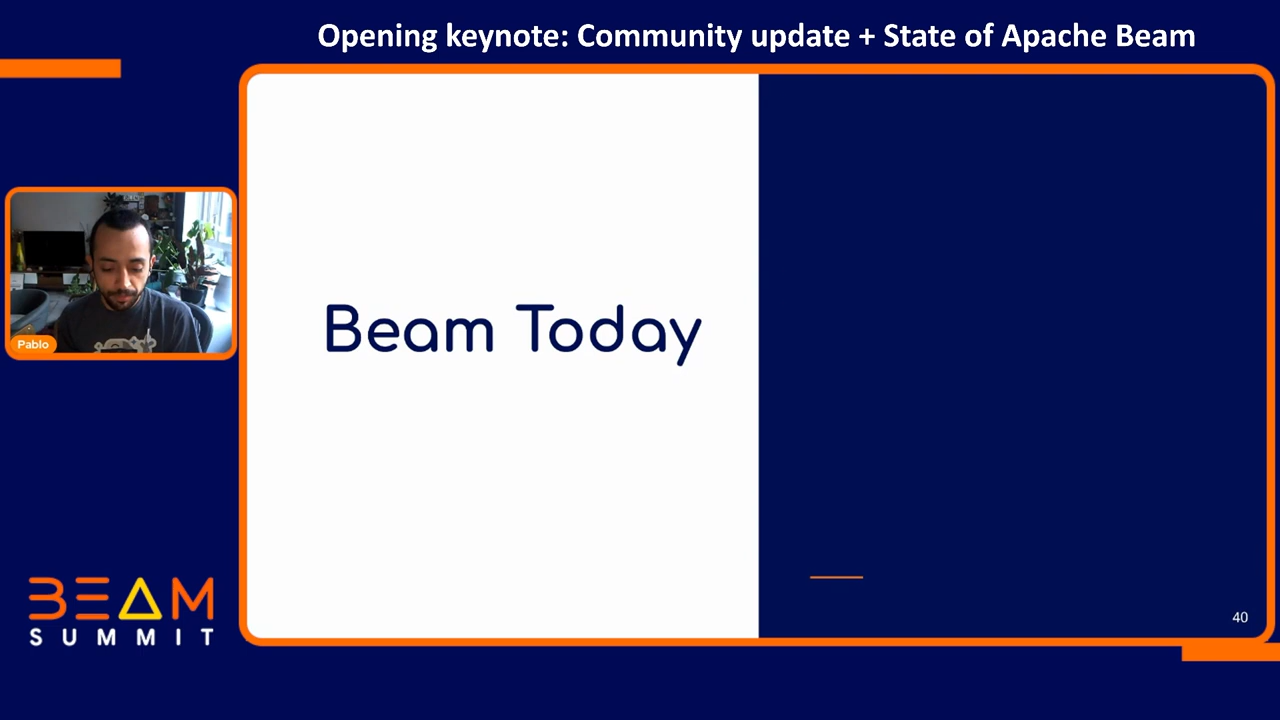 Opening keynote: Community update + State of Apache Beam
Beam Today
Pablo
BEAM
SUMMIT
40